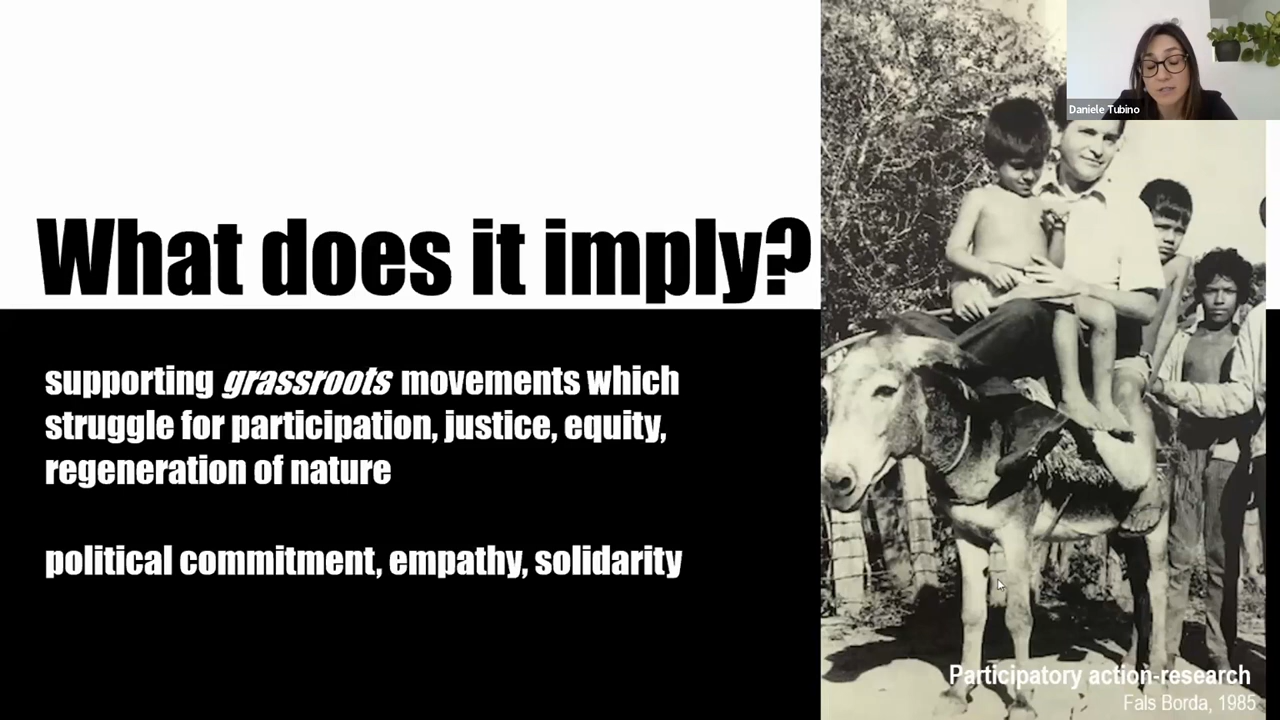 Daniele Tubino
What does it imply?
supporting grassroots movements which
struggle for participation, justice, equity,
regeneration of nature
political commitment, empathy, solidarity
Participatory action-research
Fals Borda, 1985